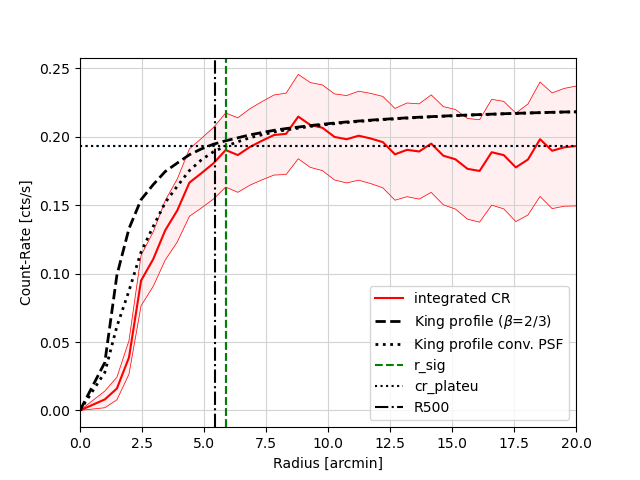 0.25
0.20
0.15
0.10
0.05
0.00
Count-Rate [cts/s]
integrated CR
King profile (β=2/3)
King profile conv. PSF
r_sig
cr_plateu
R500
0.0 2.5 5.0 7.5 10.0 12.5 15.0 17.5 20.0
Radius [arcmin]